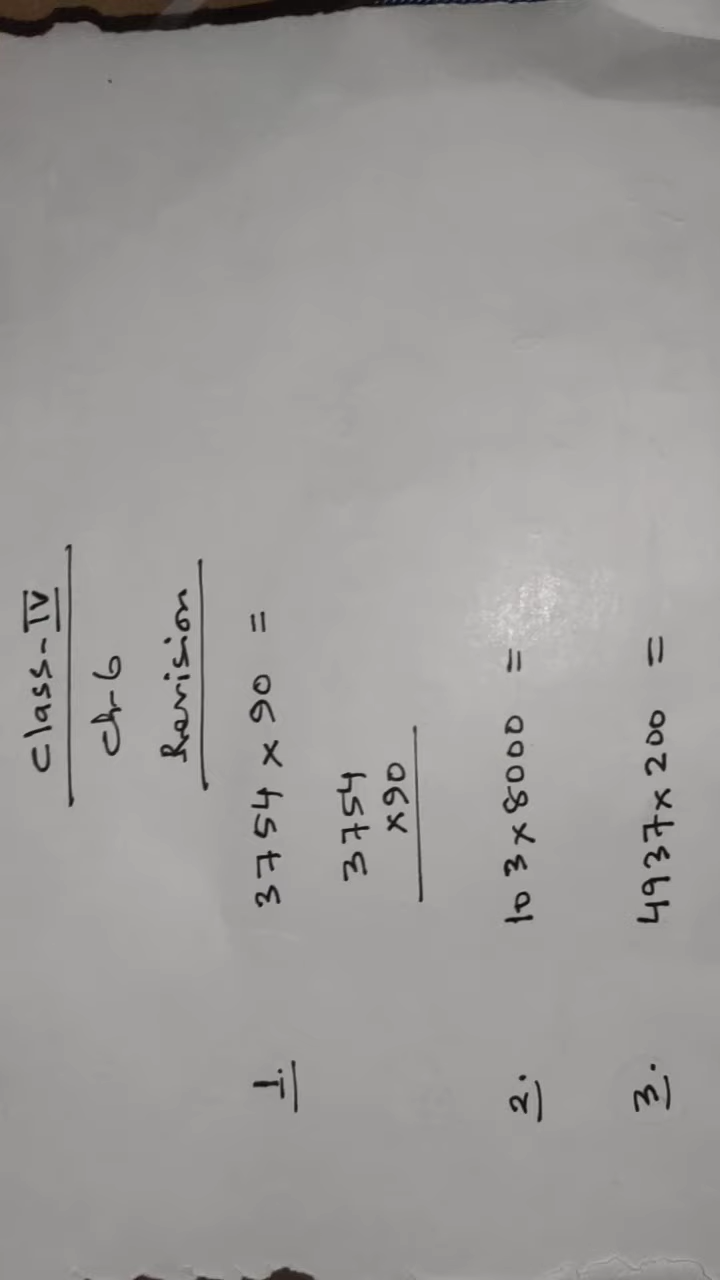 Class-IV
Ch-6
Revision
1. 3754 x 90 =
3754
x90
2. 103 x 8000 =
3. 4937 x 200 =